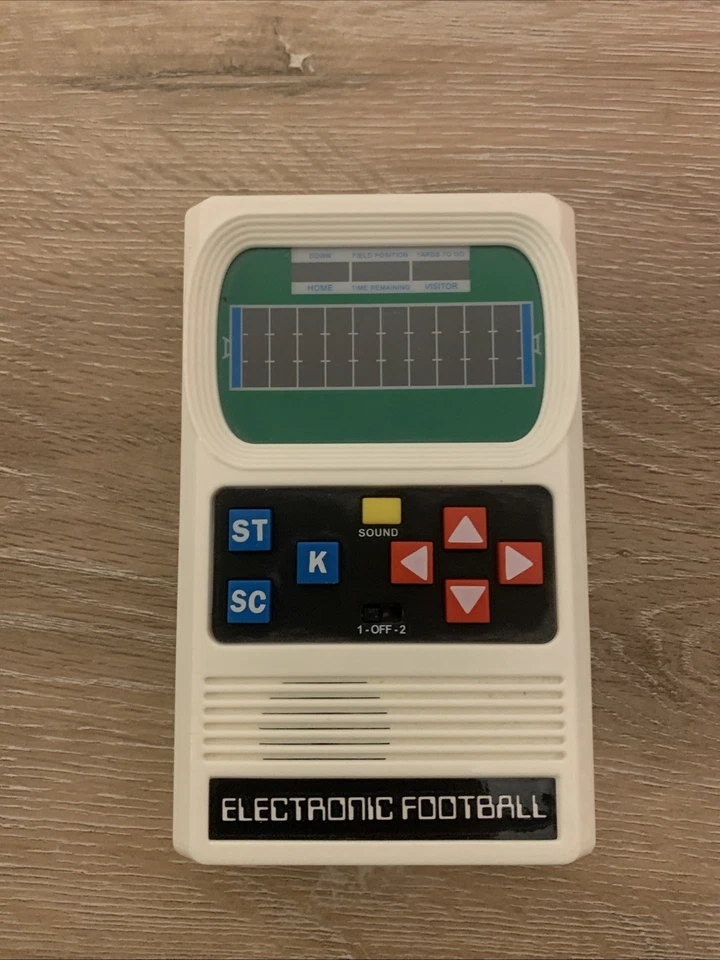 DOWN FIELD POSITION YARDS TO GO
HOME TIME REMAINING VISITOR
ST
SOUND
K
SC
1 - OFF - 2
ELECTRONIC FOOTBALL